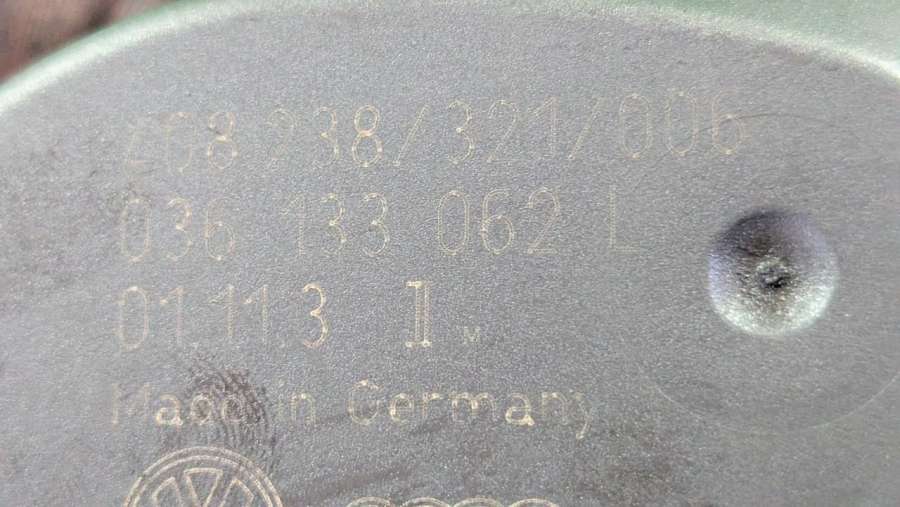 408 238/321/006
036 133 062 L
01.11.3 II M
Made in Germany